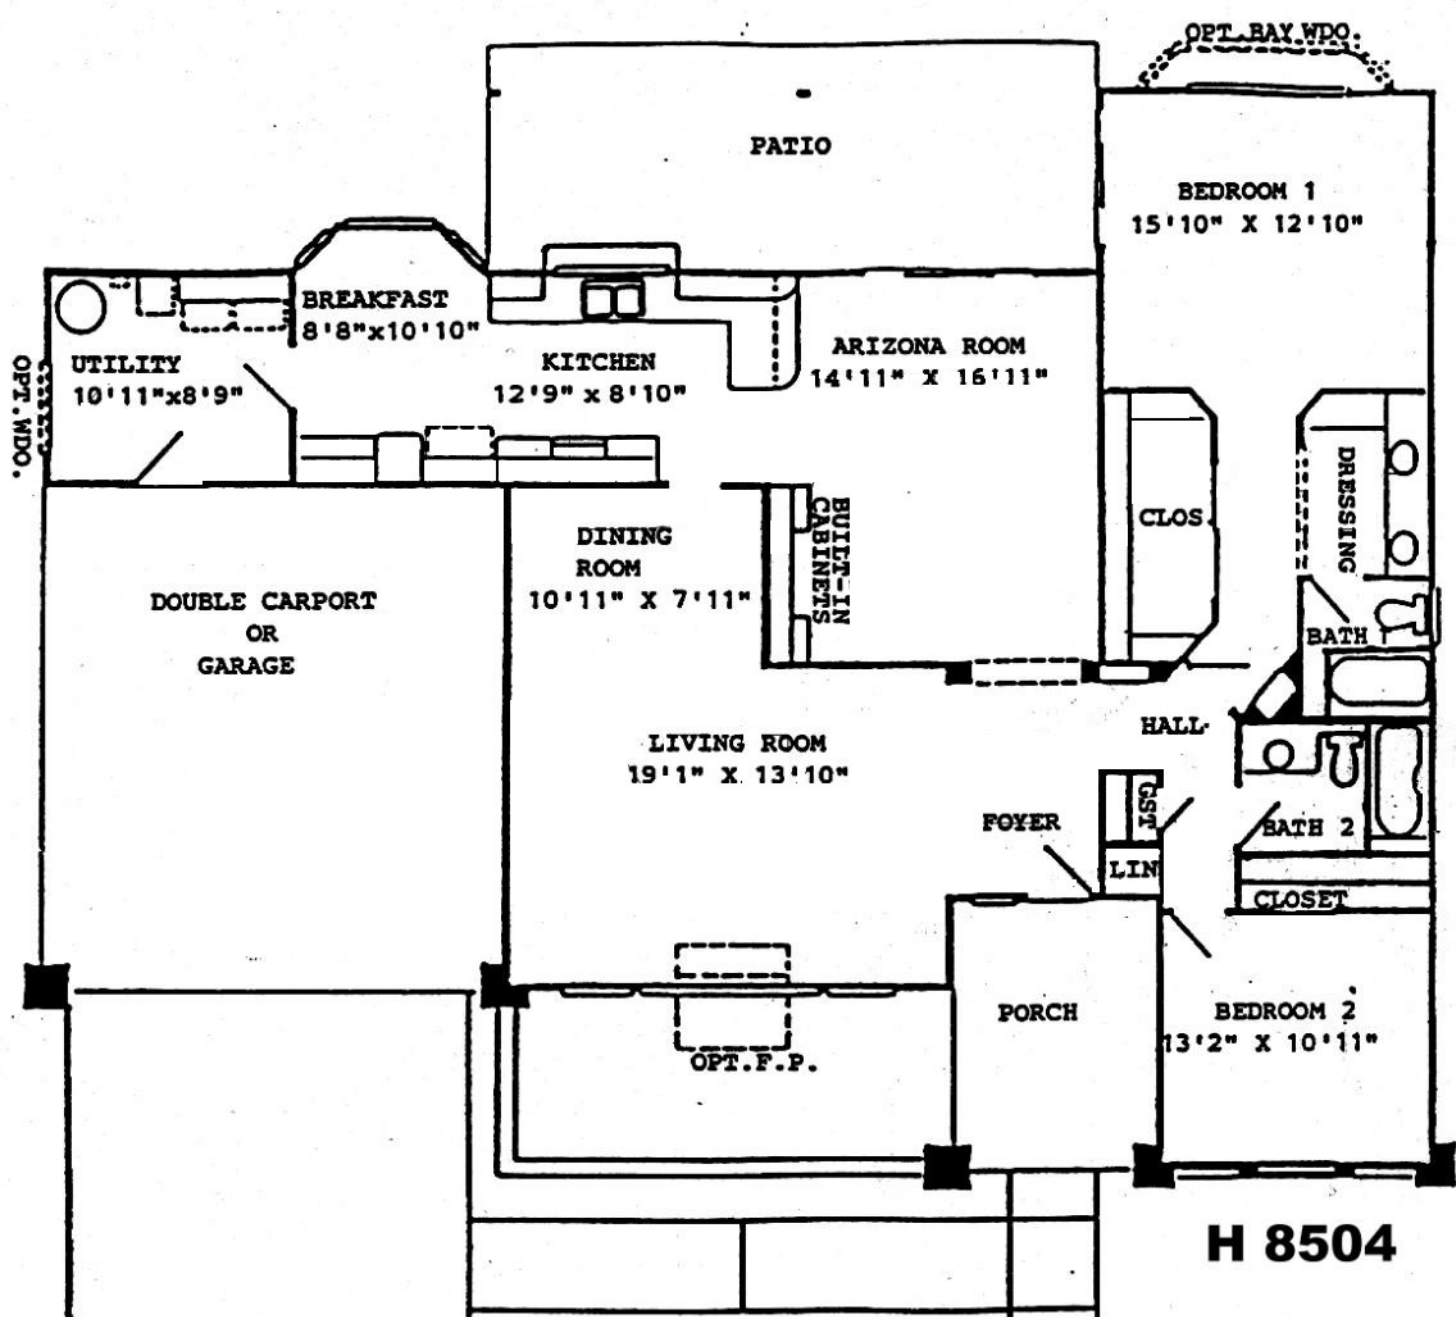 OPT. BAY WDO.
PATIO
BEDROOM 1
15'10" X 12'10"
BREAKFAST
8'8"x10'10"
UTILITY
10'11"x8'9"
OPT.WDO.
KITCHEN
12'9" x 8'10"
ARIZONA ROOM
14'11" X 16'11"
CLOS.
DRESSING
BUILT-IN
CABINETS
DINING
ROOM
10'11" X 7'11"
DOUBLE CARPORT
OR
GARAGE
BATH 1
LIVING ROOM
19'1" X 13'10"
HALL
GST
FOYER
BATH 2
LIN
CLOSET
PORCH
BEDROOM 2
13'2" X 10'11"
OPT.F.P.
H 8504